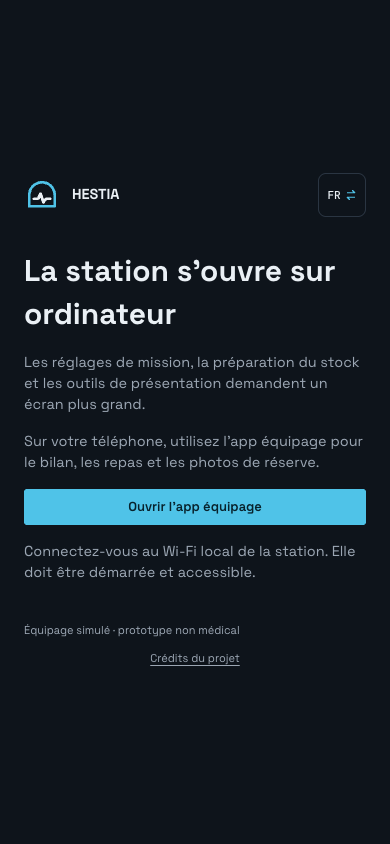 HESTIA
FR
La station s’ouvre sur
ordinateur
Les réglages de mission, la préparation du stock
et les outils de présentation demandent un
écran plus grand.
Sur votre téléphone, utilisez l’app équipage pour
le bilan, les repas et les photos de réserve.
Ouvrir l’app équipage
Connectez-vous au Wi-Fi local de la station. Elle
doit être démarrée et accessible.
Équipage simulé · prototype non médical
Crédits du projet